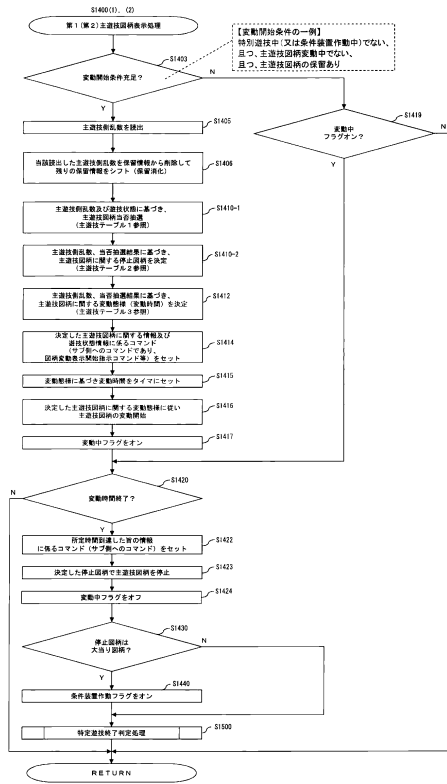 S1400(1), (2)
第1(第2)主遊技図柄表示処理
【変動開始条件の一例】
特別遊技中(又は条件装置作動中)でない、
且つ、主遊技図柄変動中でない、
且つ、主遊技図柄の保留あり
S1403
変動開始条件充足?
N
Y
S1405
主遊技側乱数を読出
S1419
変動中
フラグオン?
N
Y
S1406
当該読出した主遊技側乱数を保留情報から削除して
残りの保留情報をシフト(保留消化)
S1410-1
主遊技側乱数及び遊技状態に基づき、
主遊技図柄当否抽選
(主遊技テーブル1参照)
S1410-2
主遊技側乱数、当否抽選結果に基づき、
主遊技図柄に関する停止図柄を決定
(主遊技テーブル2参照)
S1412
主遊技側乱数、当否抽選結果に基づき、
主遊技図柄に関する変動態様(変動時間)を決定
(主遊技テーブル3参照)
S1414
決定した主遊技図柄に関する情報及び
遊技状態情報に係るコマンド
(サブ側へのコマンドであり、
図柄変動表示開始指示コマンド等)をセット
S1415
変動態様に基づき変動時間をタイマにセット
S1416
決定した主遊技図柄に関する変動態様に従い
主遊技図柄の変動開始
S1417
変動中フラグをオン
S1420
変動時間終了?
N
Y
S1422
所定時間到達した旨の情報
に係るコマンド(サブ側へのコマンド)をセット
S1423
決定した停止図柄で主遊技図柄を停止
S1424
変動中フラグをオフ
S1430
停止図柄は
大当り図柄?
N
Y
S1440
条件装置作動フラグをオン
S1500
特定遊技終了判定処理
RETURN